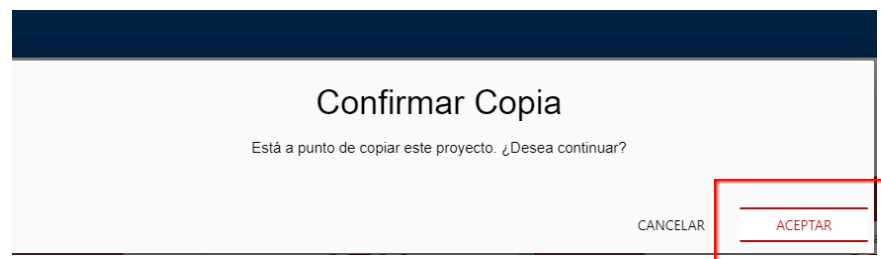 Confirmar Copia
Está a punto de copiar este proyecto. ¿Desea continuar?
CANCELAR ACEPTAR